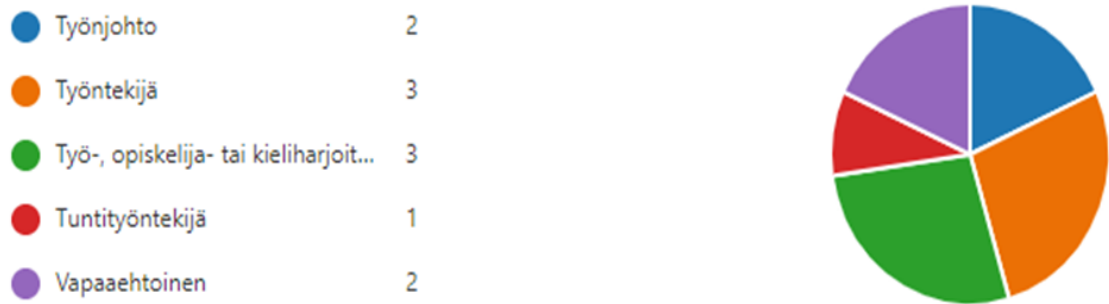 Työnjohto 2
Työntekijä 3
Työ-, opiskelija- tai kieliharjoit... 3
Tuntityöntekijä 1
Vapaaehtoinen 2